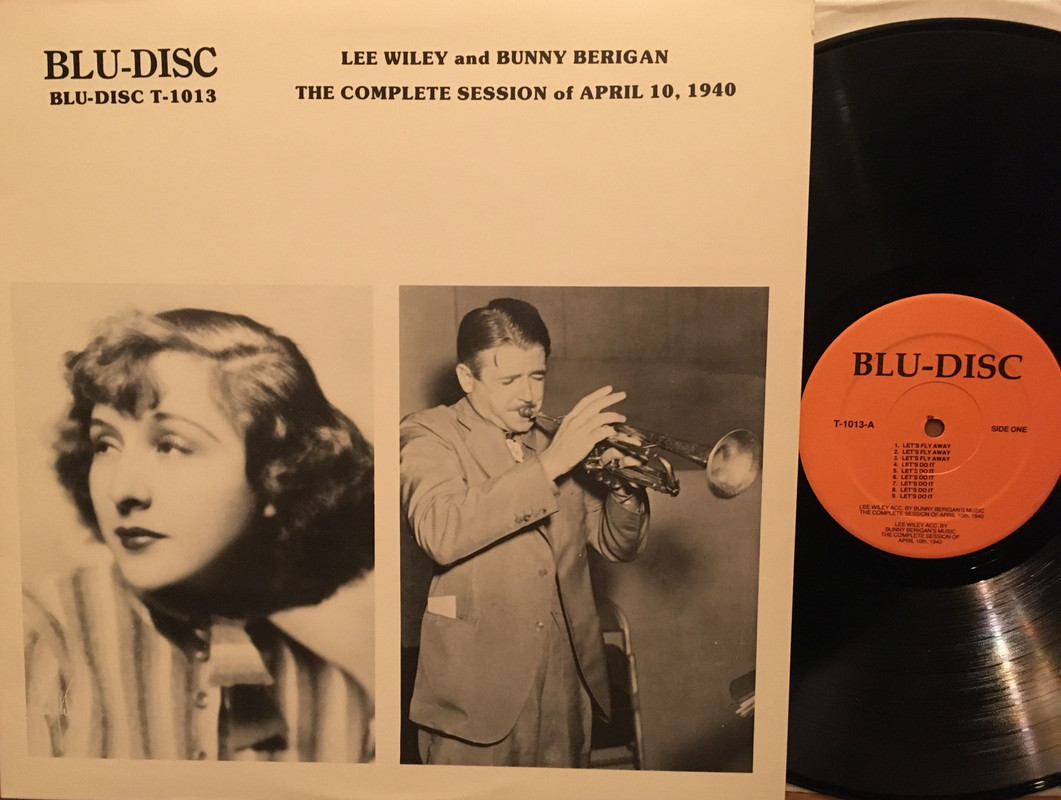 BLU-DISC
BLU-DISC T-1013
LEE WILEY and BUNNY BERIGAN
THE COMPLETE SESSION of APRIL 10, 1940
BLU-DISC
T-1013-A
SIDE ONE
1. LET'S FLY AWAY
2. LET'S FLY AWAY
3. LET'S FLY AWAY
4. LET'S DO IT
5. LET'S DO IT
6. LET'S DO IT
7. LET'S DO IT
8. LET'S DO IT
9. LET'S DO IT
LEE WILEY ACC. BY BUNNY BERIGAN'S MUSIC
THE COMPLETE SESSION OF APRIL 10th, 1940
LEE WILEY ACC. BY
BUNNY BERIGAN'S MUSIC
THE COMPLETE SESSION OF
APRIL 10th, 1940